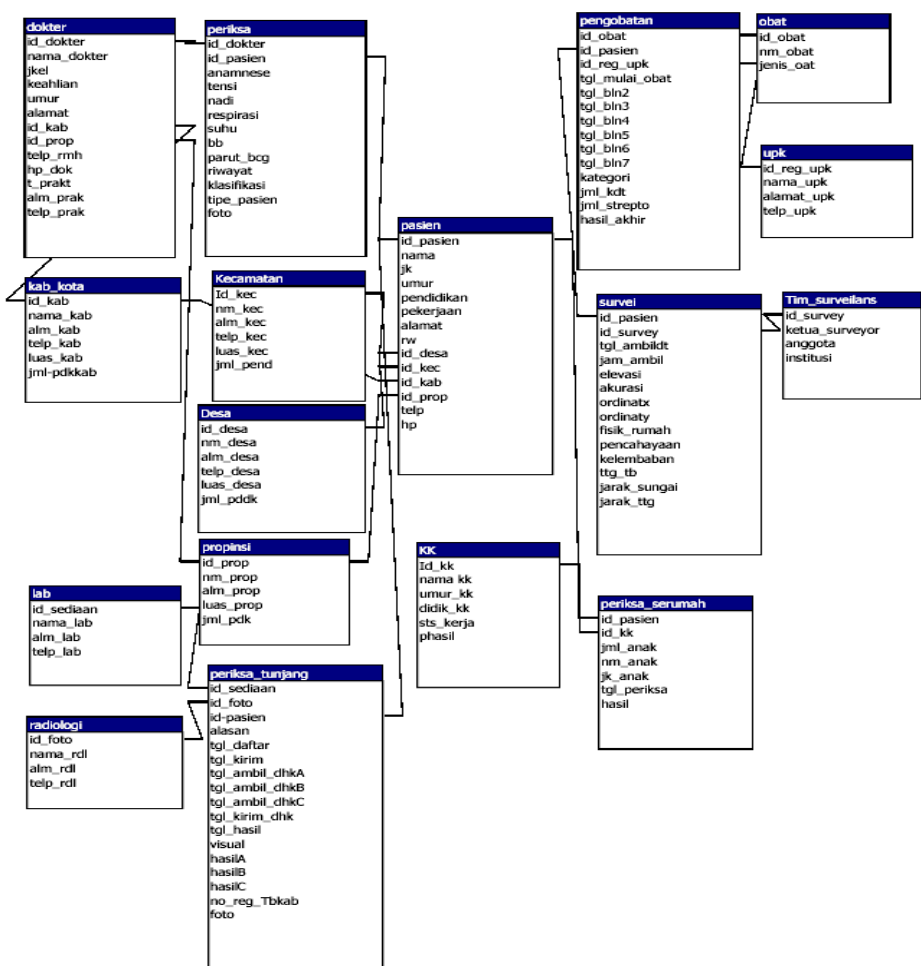 dokter
id_dokter
nama_dokter
jkel
keahlian
umur
alamat
id_kab
id_prop
telp_rmh
hp_dok
t_prakt
alm_prak
telp_prak
periksa
id_dokter
id_pasien
anamnese
tensi
nadi
respirasi
suhu
bb
parut_bcg
riwayat
klasifikasi
tipe_pasien
foto
pengobatan
id_obat
id_pasien
id_reg_upk
tgl_mulai_obat
tgl_bln2
tgl_bln3
tgl_bln4
tgl_bln5
tgl_bln6
tgl_bln7
kategori
jml_kdt
jml_strepto
hasil_akhir
obat
id_obat
nm_obat
jenis_oat
upk
id_reg_upk
nama_upk
alamat_upk
telp_upk
kab_kota
id_kab
nama_kab
alm_kab
telp_kab
luas_kab
jml-pdkkab
Kecamatan
Id_kec
nm_kec
alm_kec
telp_kec
luas_kec
jml_pend
pasien
id_pasien
nama
jk
umur
pendidikan
pekerjaan
alamat
rw
id_desa
id_kec
id_kab
id_prop
telp
hp
survei
id_pasien
id_survey
tgl_ambildt
jam_ambil
elevasi
akurasi
ordinatx
ordinaty
fisik_rumah
pencahayaan
kelembaban
ttg_tb
jarak_sungai
jarak_ttg
Tim_surveilans
id_survey
ketua_surveyor
anggota
institusi
Desa
id_desa
nm_desa
alm_desa
telp_desa
luas_desa
jml_pddk
propinsi
id_prop
nm_prop
alm_prop
luas_prop
jml_pdk
KK
Id_kk
nama kk
umur_kk
didik_kk
sts_kerja
phasil
lab
id_sediaan
nama_lab
alm_lab
telp_lab
periksa_serumah
id_pasien
id_kk
jml_anak
nm_anak
jk_anak
tgl_periksa
hasil
periksa_tunjang
id_sediaan
id_foto
id-pasien
alasan
tgl_daftar
tgl_kirim
tgl_ambil_dhkA
tgl_ambil_dhkB
tgl_ambil_dhkC
tgl_kirim_dhk
tgl_hasil
visual
hasilA
hasilB
hasilC
no_reg_Tbkab
foto
radiologi
id_foto
nama_rdl
alm_rdl
telp_rdl